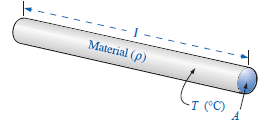 l
Material (ρ)
T (°C)
A